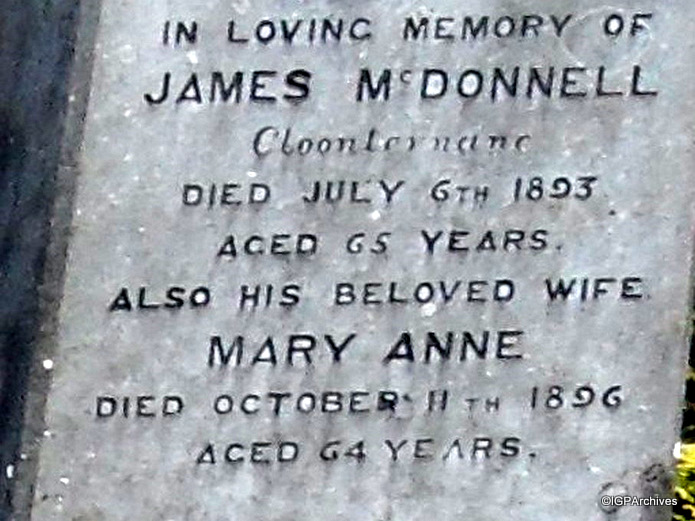 IN LOVING MEMORY OF
JAMES McDONNELL
DIED JULY 6TH 1893.
AGED 65 YEARS.
ALSO HIS BELOVED WIFE
MARY ANNE
DIED OCTOBER 11TH 1896
AGED 64 YEARS.
©IGPArchives